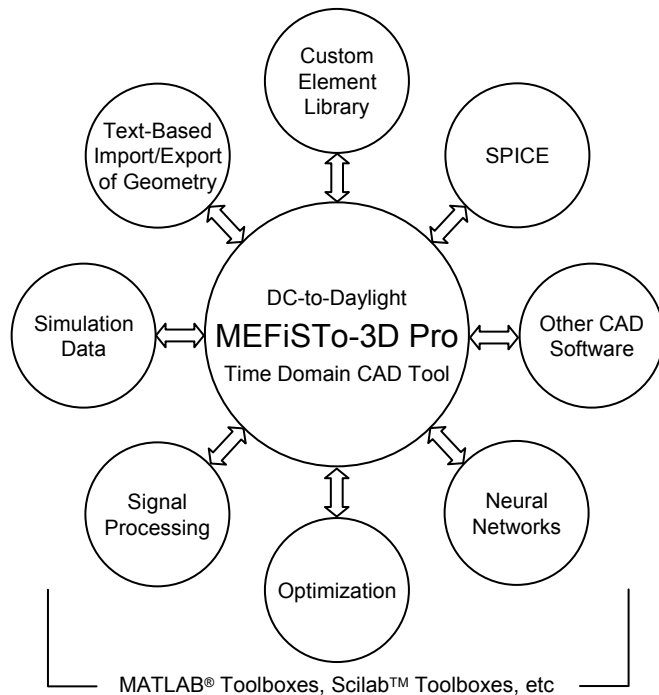 Custom
Element
Library
Text-Based
Import/Export
of Geometry
SPICE
DC-to-Daylight
MEFiSTo-3D Pro
Time Domain CAD Tool
Simulation
Data
Other CAD
Software
Signal
Processing
Neural
Networks
Optimization
MATLAB® Toolboxes, Scilab™ Toolboxes, etc